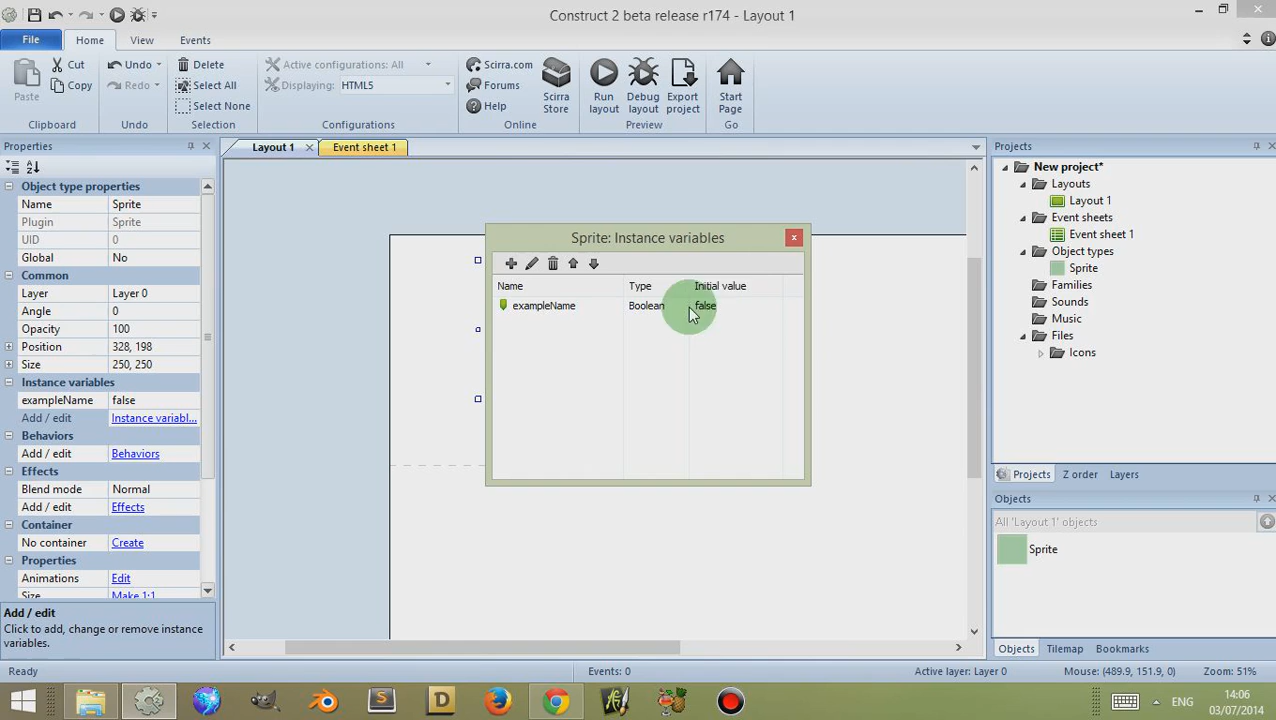 Construct 2 beta release r174 - Layout 1
File Home View Events
Paste Cut Copy
Clipboard
Undo
Redo
Undo
Delete
Select All
Select None
Selection
Active configurations: All
Displaying: HTML5
Configurations
Scirra.com
Forums
Help
Scirra Store
Online
Run layout
Debug layout
Export project
Preview
Start Page
Go
Properties
Object type properties
Name Sprite
Plugin Sprite
UID 0
Global No
Common
Layer Layer 0
Angle 0
Opacity 100
Position 328, 198
Size 250, 250
Instance variables
exampleName false
Add / edit Instance variabl...
Behaviors
Add / edit Behaviors
Effects
Blend mode Normal
Add / edit Effects
Container
No container Create
Properties
Animations Edit
Size Make 1:1
Add / edit
Click to add, change or remove instance
variables.
Layout 1 Event sheet 1
Sprite: Instance variables
x
Name Type Initial value
exampleName Boolean false
Projects
New project*
Layouts
Layout 1
Event sheets
Event sheet 1
Object types
Sprite
Families
Sounds
Music
Files
Icons
Projects Z order Layers
Objects
All 'Layout 1' objects
Sprite
Objects Tilemap Bookmarks
Ready Events: 0 Active layer: Layer 0 Mouse: (489.9, 151.9, 0) Zoom: 51%
ENG
14:06
03/07/2014